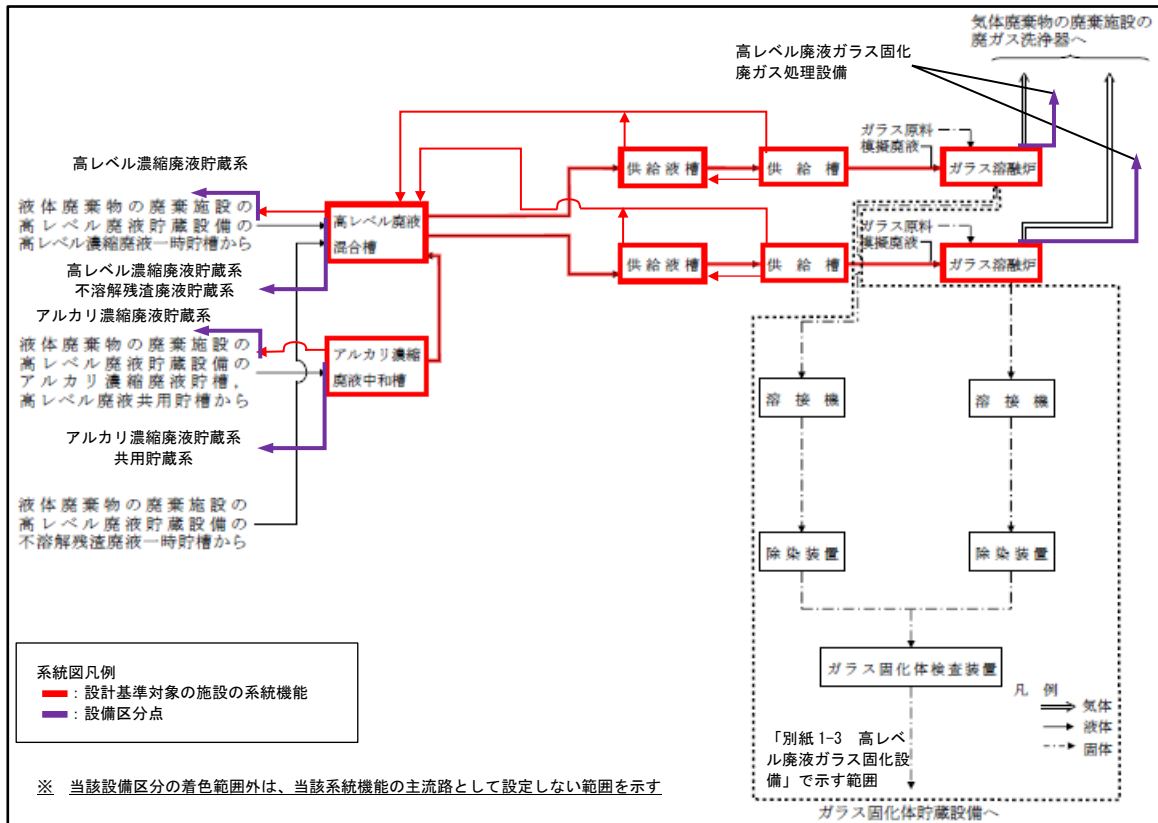 気体廃棄物の廃棄施設の
廃ガス洗浄器へ
高レベル廃液ガラス固化
廃ガス処理設備
ガラス原料
模擬廃液
供給液槽
供給槽
ガラス溶融炉
高レベル濃縮廃液貯蔵系
液体廃棄物の廃棄施設の
高レベル廃液貯蔵設備の
高レベル濃縮廃液一時貯槽から
高レベル廃液
混合槽
ガラス原料
模擬廃液
供給液槽
供給槽
ガラス溶融炉
高レベル濃縮廃液貯蔵系
不溶解残渣廃液貯蔵系
アルカリ濃縮廃液貯蔵系
液体廃棄物の廃棄施設の
高レベル廃液貯蔵設備の
アルカリ濃縮廃液貯槽,
高レベル廃液共用貯槽から
アルカリ濃縮
廃液中和槽
アルカリ濃縮廃液貯蔵系
共用貯蔵系
液体廃棄物の廃棄施設の
高レベル廃液貯蔵設備の
不溶解残渣廃液一時貯槽から
溶接機
溶接機
除染装置
除染装置
ガラス固化体検査装置
凡例
気体
液体
固体
「別紙1-3 高レベ
ル廃液ガラス固化設
備」で示す範囲
ガラス固化体貯蔵設備へ
系統図凡例
：設計基準対象の施設の系統機能
：設備区分点
※ 当該設備区分の着色範囲外は、当該系統機能の主流路として設定しない範囲を示す